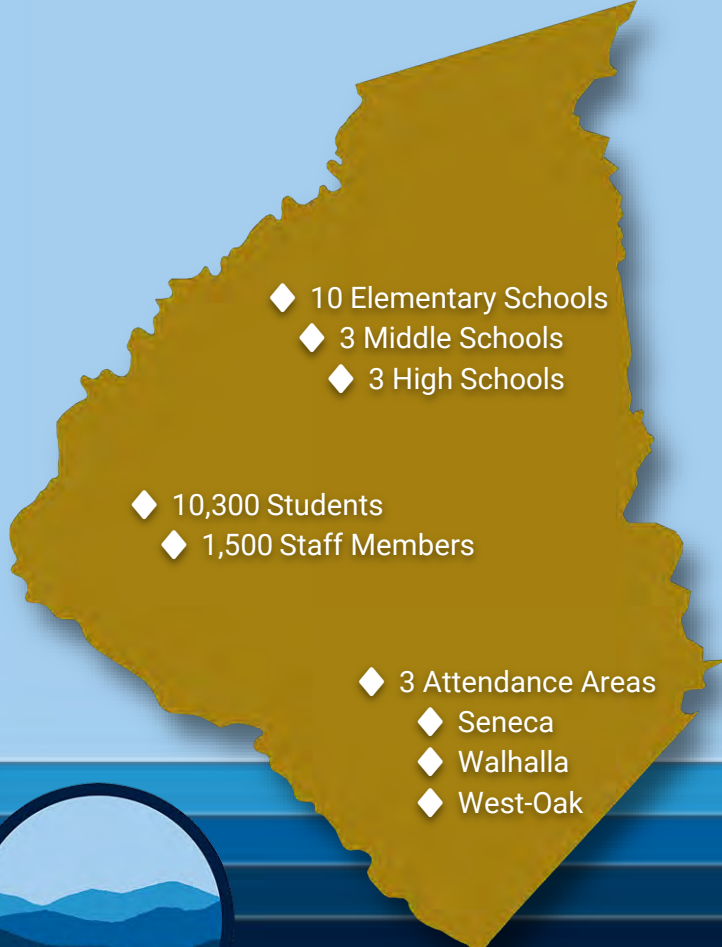 ◆ 10 Elementary Schools
◆ 3 Middle Schools
◆ 3 High Schools
◆ 10,300 Students
◆ 1,500 Staff Members
◆ 3 Attendance Areas
◆ Seneca
◆ Walhalla
◆ West-Oak